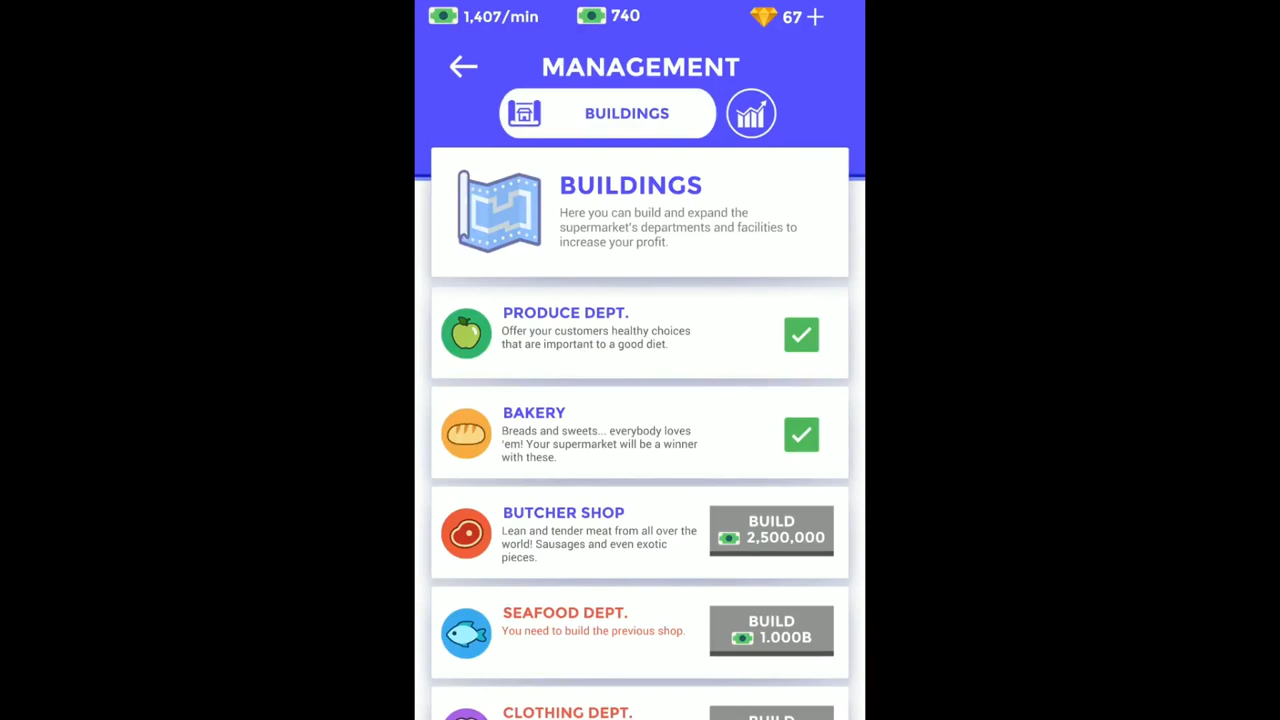 1,407/min
740
67
MANAGEMENT
BUILDINGS
BUILDINGS
Here you can build and expand the
supermarket's departments and facilities to
increase your profit.
PRODUCE DEPT.
Offer your customers healthy choices
that are important to a good diet.
BAKERY
Breads and sweets... everybody loves
'em! Your supermarket will be a winner
with these.
BUTCHER SHOP
Lean and tender meat from all over the
world! Sausages and even exotic
pieces.
BUILD
2,500,000
SEAFOOD DEPT.
You need to build the previous shop.
BUILD
1.000B
CLOTHING DEPT.
BUILD